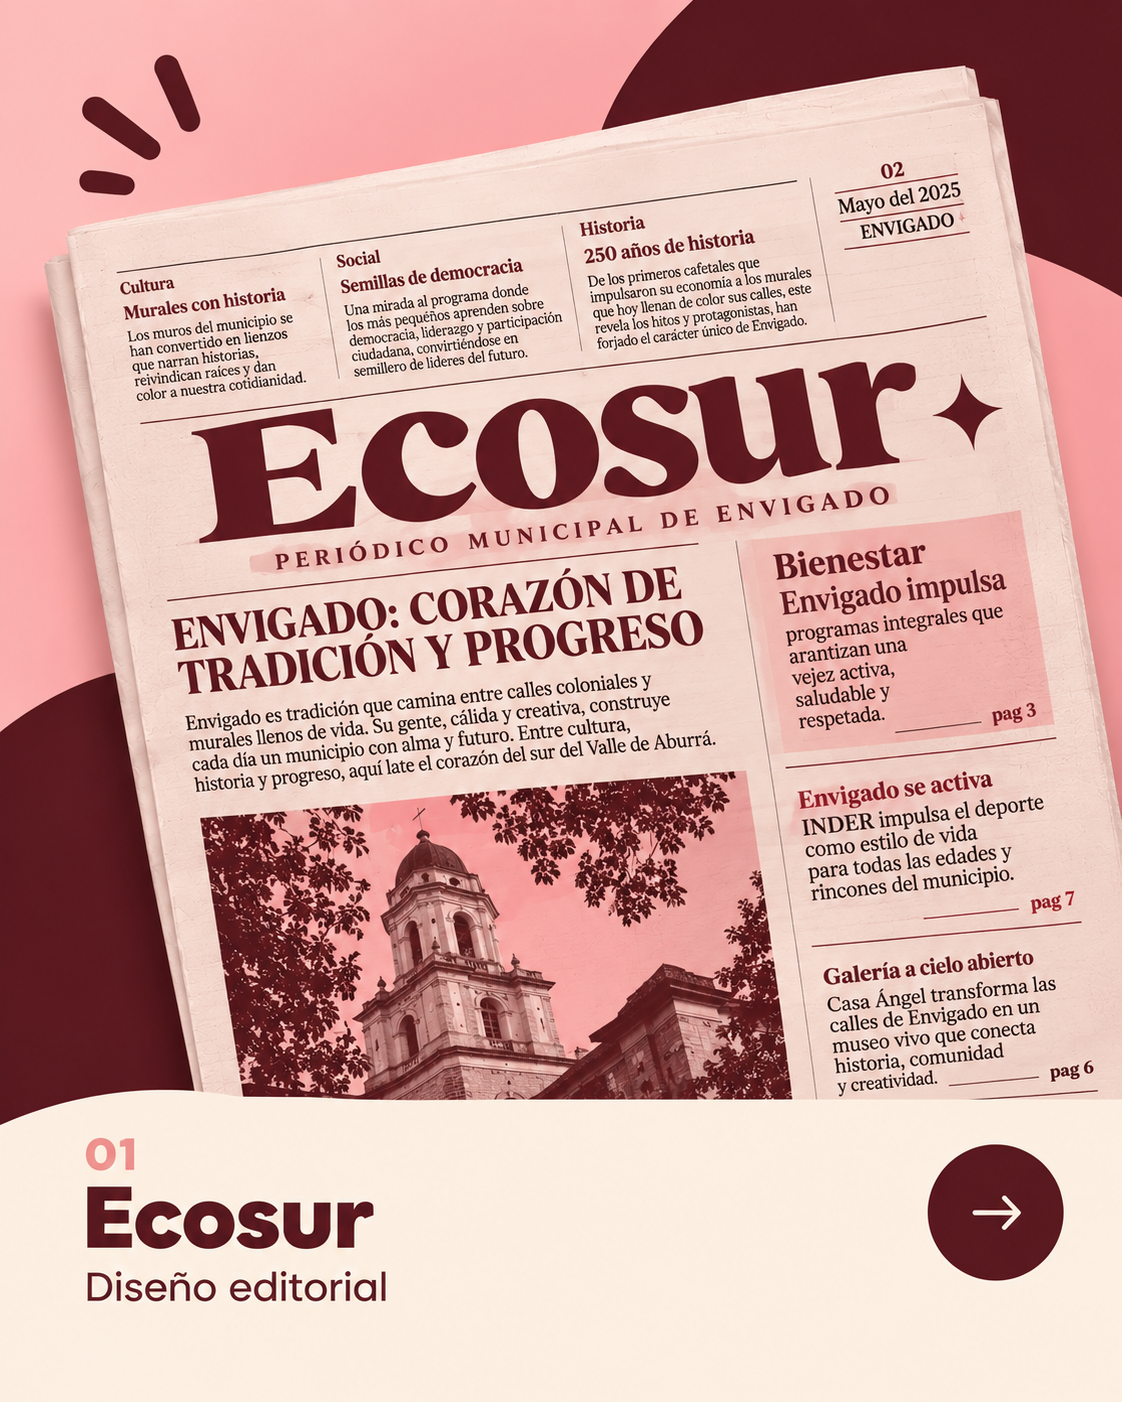 02
Mayo del 2025
ENVIGADO
Cultura
Murales con historia
Los muros del municipio se
han convertido en lienzos
que narran historias,
reivindican raíces y dan
color a nuestra cotidianidad.
Social
Semillas de democracia
Una mirada al programa donde
los más pequeños aprenden sobre
democracia, liderazgo y participación
ciudadana, convirtiéndose en
semillero de líderes del futuro.
Historia
250 años de historia
De los primeros cafetales que
impulsaron su economía a los murales
que hoy llenan de color sus calles, este
revela los hitos y protagonistas, han
forjado el carácter único de Envigado.
Ecosur
PERIÓDICO MUNICIPAL DE ENVIGADO
ENVIGADO: CORAZÓN DE
TRADICIÓN Y PROGRESO
Envigado es tradición que camina entre calles coloniales y
murales llenos de vida. Su gente, cálida y creativa, construye
cada día un municipio con alma y futuro. Entre cultura,
historia y progreso, aquí late el corazón del sur del Valle de Aburrá.
Bienestar
Envigado impulsa
programas integrales que
arantizan una
vejez activa,
saludable y
respetada.
pag 3
Envigado se activa
INDER impulsa el deporte
como estilo de vida
para todas las edades y
rincones del municipio.
pag 7
Galería a cielo abierto
Casa Ángel transforma las
calles de Envigado en un
museo vivo que conecta
historia, comunidad
y creatividad.
pag 6
01
Ecosur
Diseño editorial